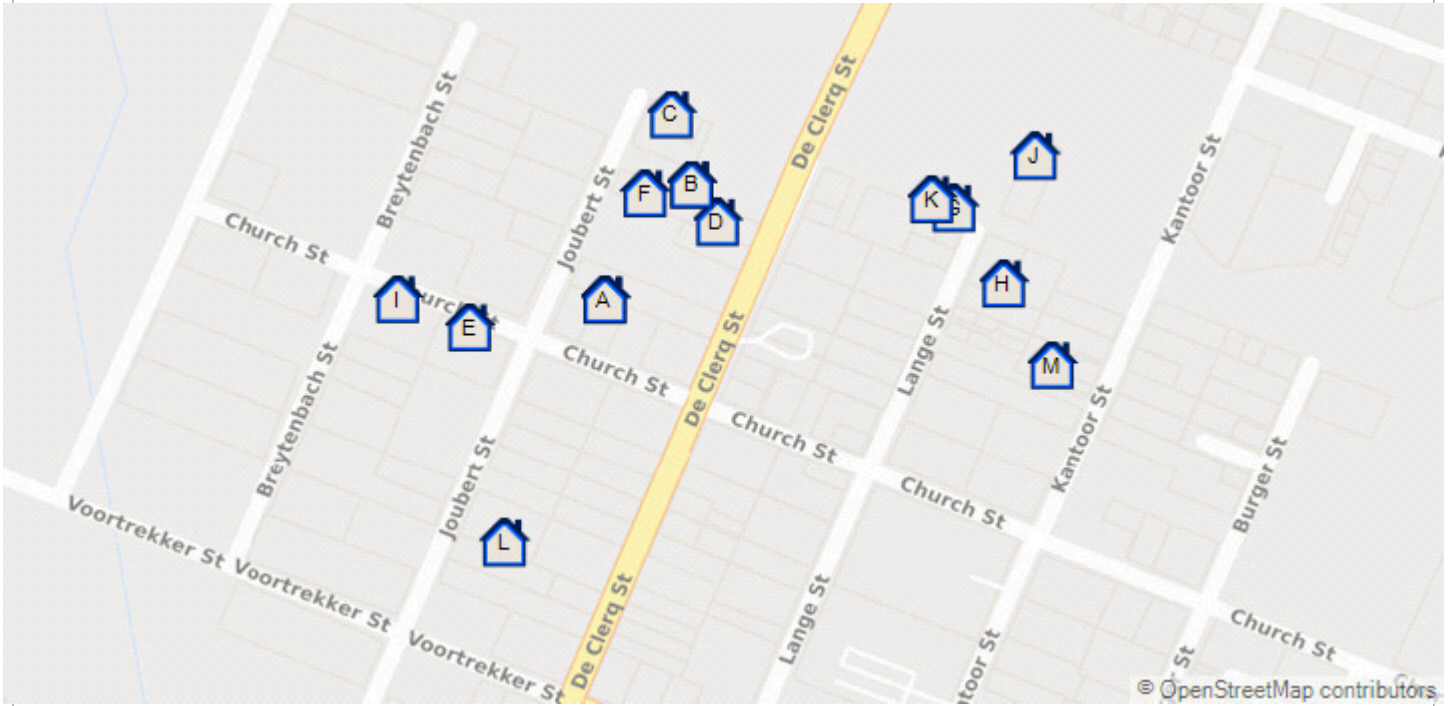 De Clerq St
Breytenbach St
C
Kantoor St
J
Joubert St
F
B
K
G
D
Church St
H
I
Church St
A
E
De Clerq St
Lange St
Church St
M
Breytenbach St
Kantoor St
Church St
Joubert St
Burger St
Church St
L
Voortrekker St
Voortrekker St
De Clerq St
Lange St
Church St
Voortrekker St
© OpenStreetMap contributors